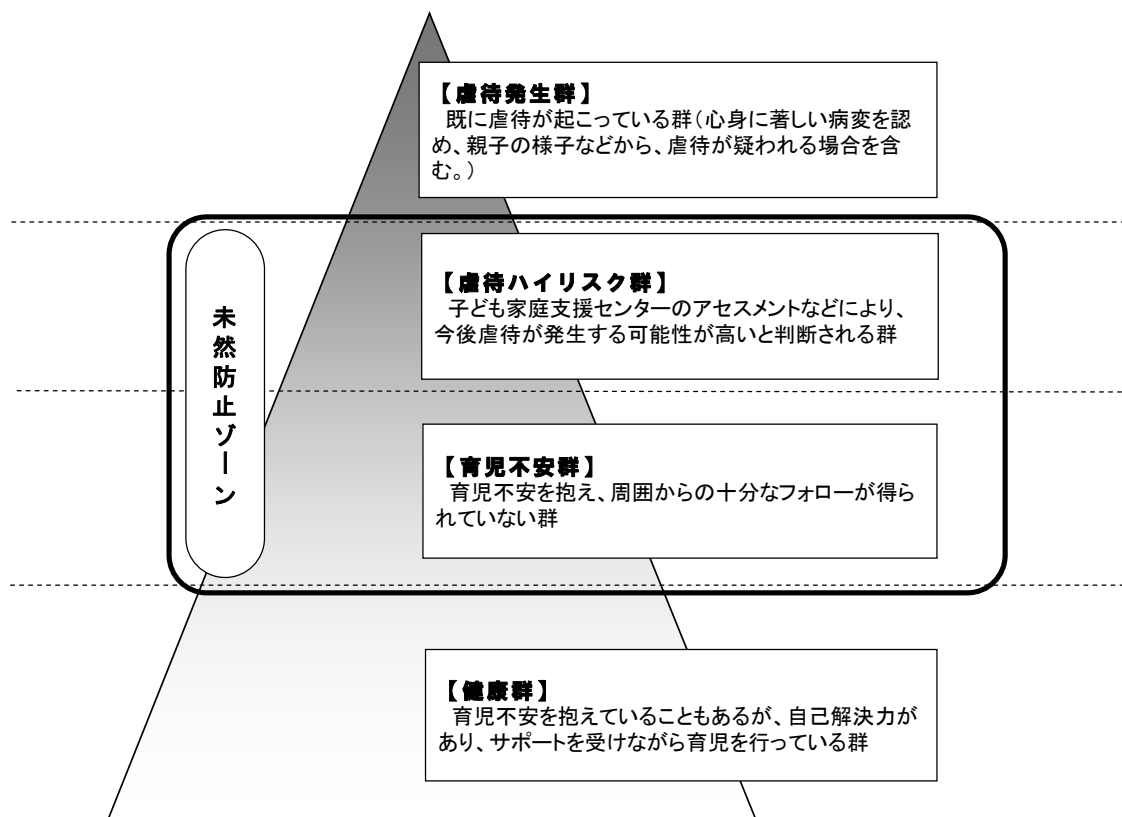 【虐待発生群】
既に虐待が起こっている群(心身に著しい病変を認
め、親子の様子などから、虐待が疑われる場合を含
む。)
未然防止ゾーン
【虐待ハイリスク群】
子ども家庭支援センターのアセスメントなどにより、
今後虐待が発生する可能性が高いと判断される群
【育児不安群】
育児不安を抱え、周囲からの十分なフォローが得ら
れていない群
【健康群】
育児不安を抱えていることもあるが、自己解決力が
あり、サポートを受けながら育児を行っている群